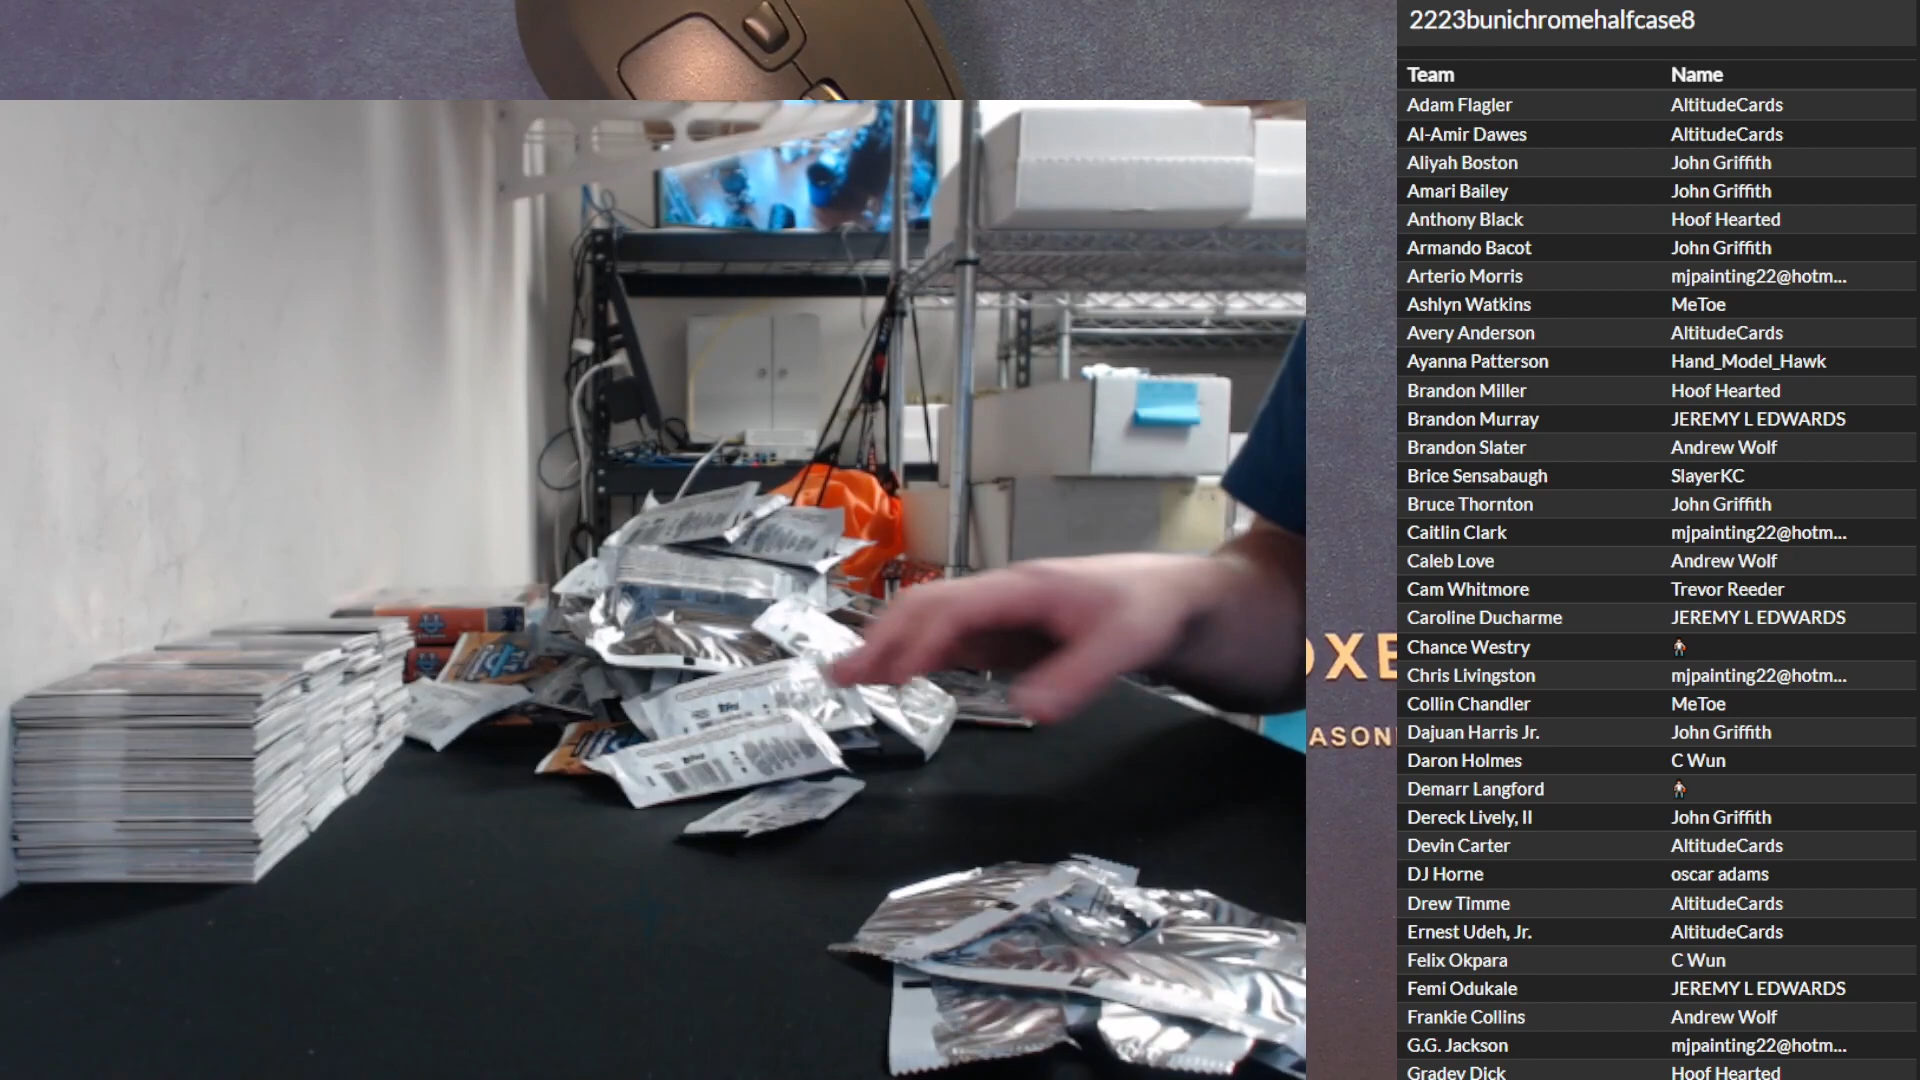 2223bunichromehalfcase8
Team Name
Adam Flagler AltitudeCards
Al-Amir Dawes AltitudeCards
Aliyah Boston John Griffith
Amari Bailey John Griffith
Anthony Black Hoof Hearted
Armando Bacot John Griffith
Arterio Morris mjpainting22@hotm...
Ashlyn Watkins MeToe
Avery Anderson AltitudeCards
Ayanna Patterson Hand_Model_Hawk
Brandon Miller Hoof Hearted
Brandon Murray JEREMY L EDWARDS
Brandon Slater Andrew Wolf
Brice Sensabaugh SlayerKC
Bruce Thornton John Griffith
Caitlin Clark mjpainting22@hotm...
Caleb Love Andrew Wolf
Cam Whitmore Trevor Reeder
Caroline Ducharme JEREMY L EDWARDS
Chance Westry
Chris Livingston mjpainting22@hotm...
Collin Chandler MeToe
Dajuan Harris Jr. John Griffith
Daron Holmes C Wun
Demarr Langford
Dereck Lively, II John Griffith
Devin Carter AltitudeCards
DJ Horne oscar adams
Drew Timme AltitudeCards
Ernest Udeh, Jr. AltitudeCards
Felix Okpara C Wun
Femi Odukale JEREMY L EDWARDS
Frankie Collins Andrew Wolf
G.G. Jackson mjpainting22@hotm...
Gradey Dick Hoof Hearted
OXE
ASON
Topps